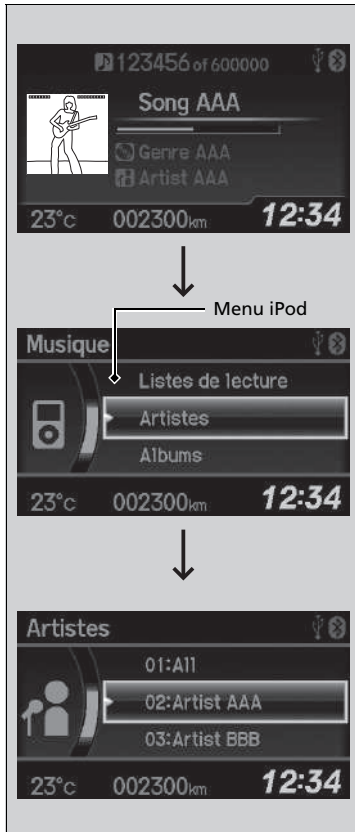 123456 of 600000
Song AAA
Genre AAA
Artist AAA
23°c 002300km 12:34
Menu iPod
Musique
Listes de lecture
Artistes
Albums
23°c 002300km 12:34
Artistes
01:All
02:Artist AAA
03:Artist BBB
23°c 002300km 12:34